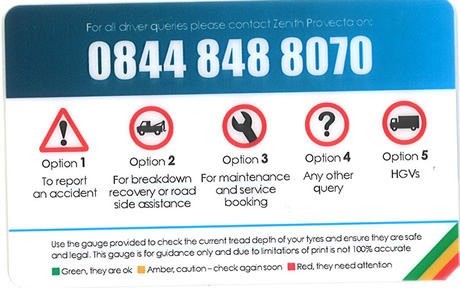 For all driver queries please contact Zenith Provecta on:
0844 848 8070
Option 1
To report
an accident
Option 2
For breakdown
recovery or road
side assistance
Option 3
For maintenance
and service
booking
Option 4
Any other
query
Option 5
HGVs
Use the gauge provided to check the current tread depth of your tyres and ensure they are safe
and legal. This gauge is for guidance only and due to limitations of print is not 100% accurate
Green, they are ok Amber, caution - check again soon Red, they need attention